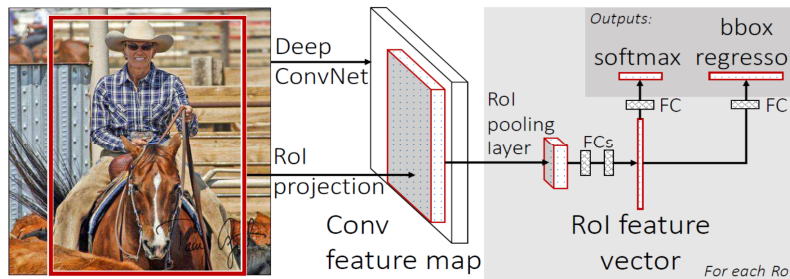 Deep
ConvNet
RoI
projection
Conv
feature map
RoI
pooling
layer
FCs
RoI feature
vector
Outputs:
softmax
bbox
regresso
FC
FC
For each Ro